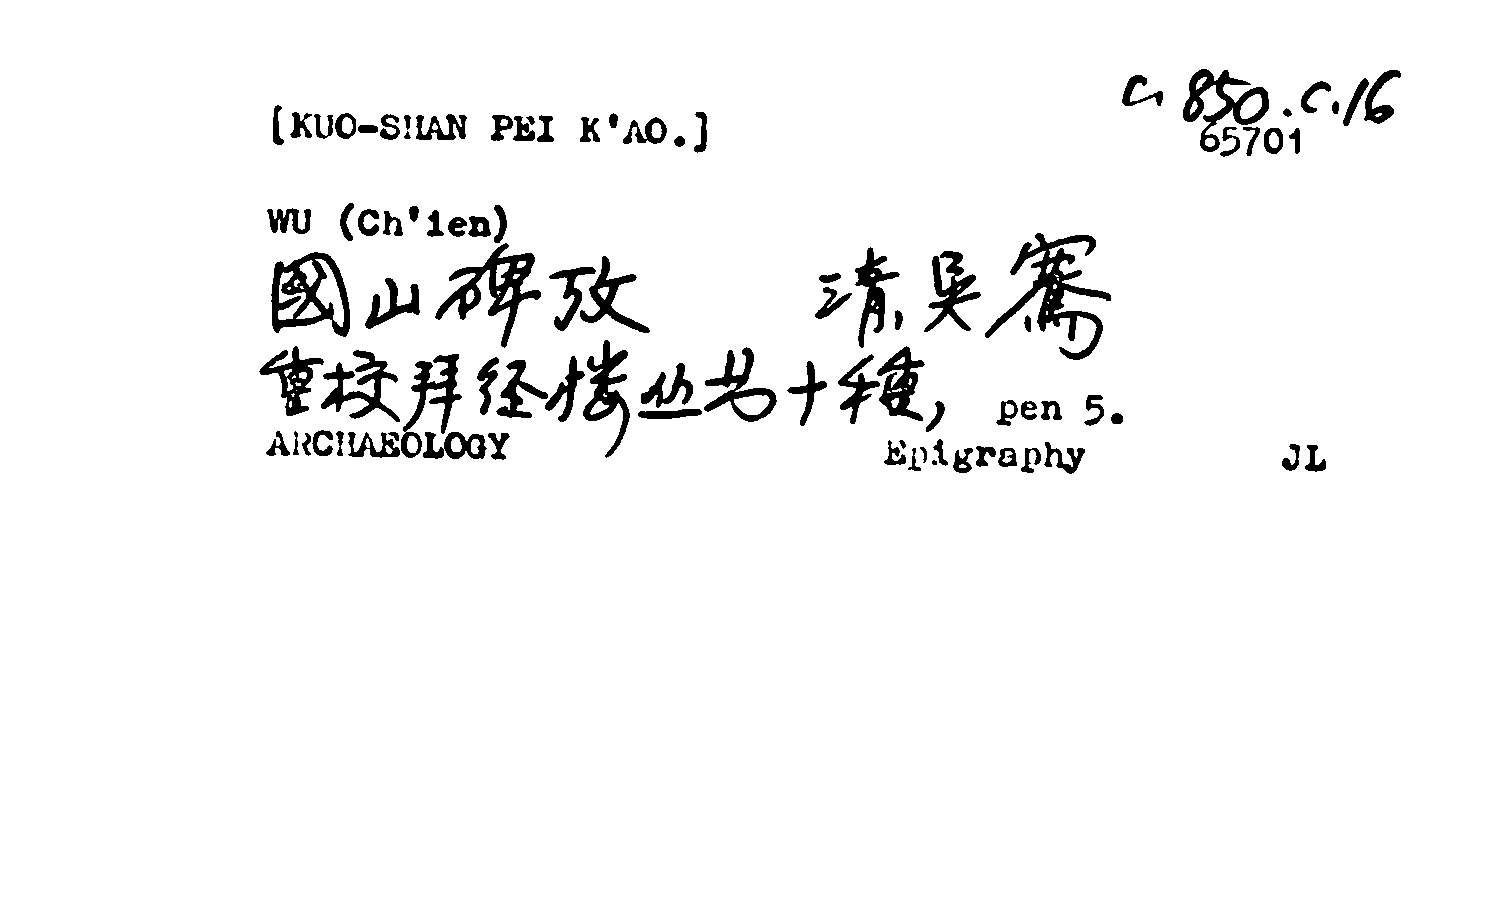 C. 850.C.16
[KUO-SHAN PEI K'AO.]
65701
WU (Ch'ien)
國山碑攷 清吳騫
重校拜经楼丛书十種, pen 5.
ARCHAEOLOGY Epigraphy JL